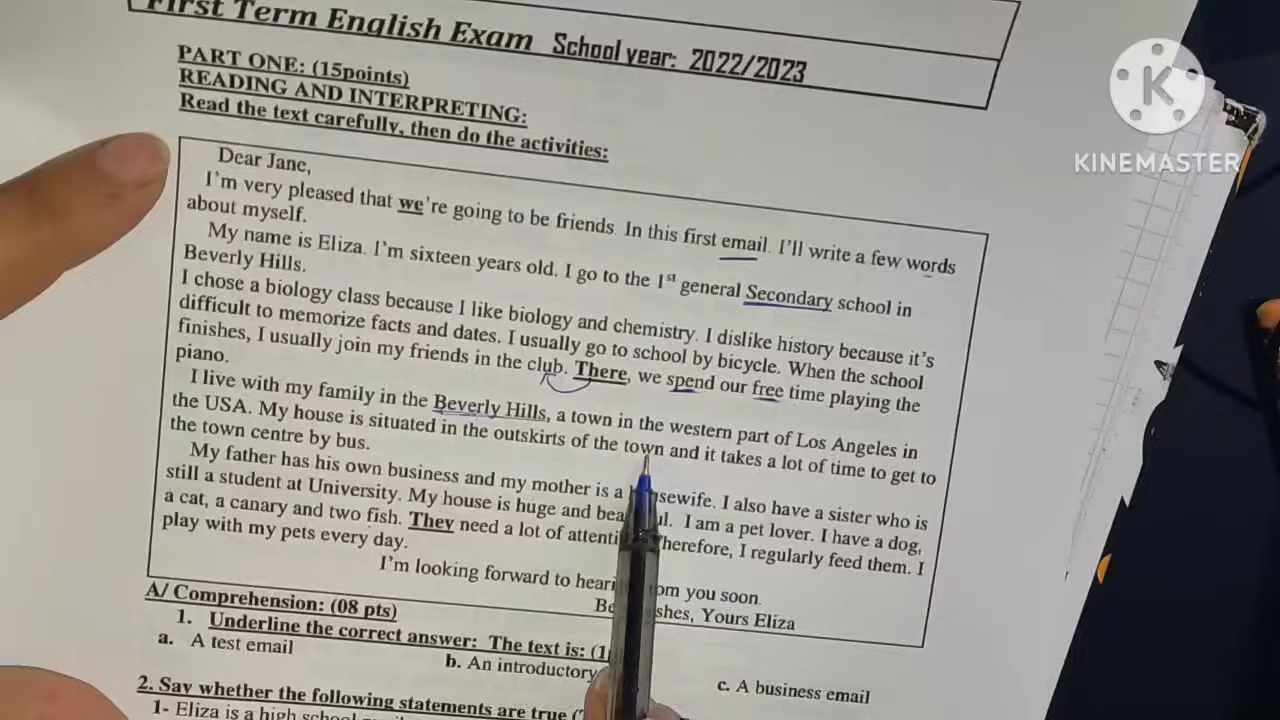 First Term English Exam School year: 2022/2023
PART ONE: (15points)
READING AND INTERPRETING:
Read the text carefully, then do the activities:
Dear Jane,
I'm very pleased that we're going to be friends. In this first email. I'll write a few words
about myself.
My name is Eliza. I'm sixteen years old. I go to the 1st general Secondary school in
Beverly Hills.
I chose a biology class because I like biology and chemistry. I dislike history because it's
difficult to memorize facts and dates. I usually go to school by bicycle. When the school
finishes, I usually join my friends in the club. There, we spend our free time playing the
piano.
I live with my family in the Beverly Hills, a town in the western part of Los Angeles in
the USA. My house is situated in the outskirts of the town and it takes a lot of time to get to
the town centre by bus.
My father has his own business and my mother is a housewife. I also have a sister who is
still a student at University. My house is huge and beautiful. I am a pet lover. I have a dog,
a cat, a canary and two fish. They need a lot of attention. Therefore, I regularly feed them. I
play with my pets every day.
I'm looking forward to hearing from you soon.
Best wishes, Yours Eliza
A/ Comprehension: (08 pts)
1. Underline the correct answer: The text is:
a. A test email b. An introductory c. A business email
2. Say whether the following statements are true
1- Eliza is a high school
K
KINEMASTER